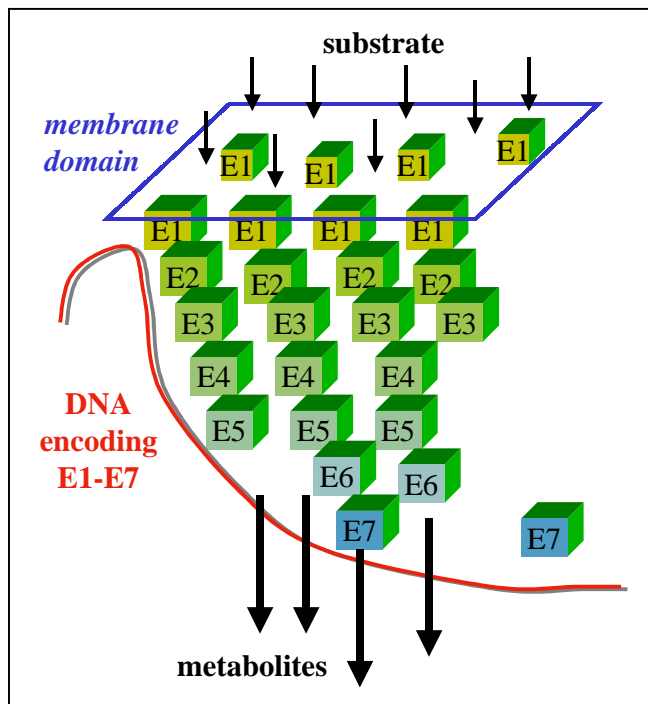 substrate
membrane
domain
E1 E1 E1 E1
E1 E1 E1 E1
E2 E2 E2 E2
E3 E3 E3 E3
E4 E4 E4
DNA
encoding
E1-E7
E5 E5 E5
E6 E6
E7 E7
metabolites